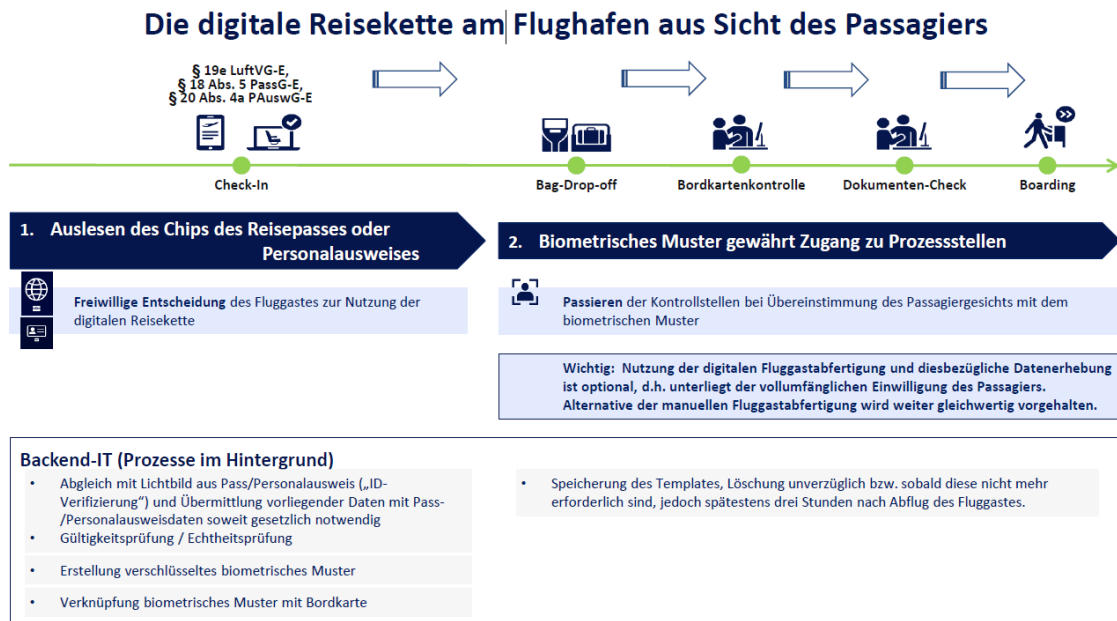 Die digitale Reisekette am Flughafen aus Sicht des Passagiers
§ 19e LuftVG-E,
§ 18 Abs. 5 PassG-E,
§ 20 Abs. 4a PAuswG-E
Check-In
Bag-Drop-off
Bordkartenkontrolle
Dokumenten-Check
Boarding
1. Auslesen des Chips des Reisepasses oder
Personalausweises
Freiwillige Entscheidung des Fluggastes zur Nutzung der
digitalen Reisekette
2. Biometrisches Muster gewährt Zugang zu Prozessstellen
Passieren der Kontrollstellen bei Übereinstimmung des Passagiergesichts mit dem
biometrischen Muster
Wichtig: Nutzung der digitalen Fluggastabfertigung und diesbezügliche Datenerhebung
ist optional, d.h. unterliegt der vollumfänglichen Einwilligung des Passagiers.
Alternative der manuellen Fluggastabfertigung wird weiter gleichwertig vorgehalten.
Backend-IT (Prozesse im Hintergrund)
• Abgleich mit Lichtbild aus Pass/Personalausweis („ID-
Verifizierung“) und Übermittlung vorliegender Daten mit Pass-
/Personalausweisdaten soweit gesetzlich notwendig
• Gültigkeitsprüfung / Echtheitsprüfung
• Erstellung verschlüsseltes biometrisches Muster
• Verknüpfung biometrisches Muster mit Bordkarte
• Speicherung des Templates, Löschung unverzüglich bzw. sobald diese nicht mehr
erforderlich sind, jedoch spätestens drei Stunden nach Abflug des Fluggastes.